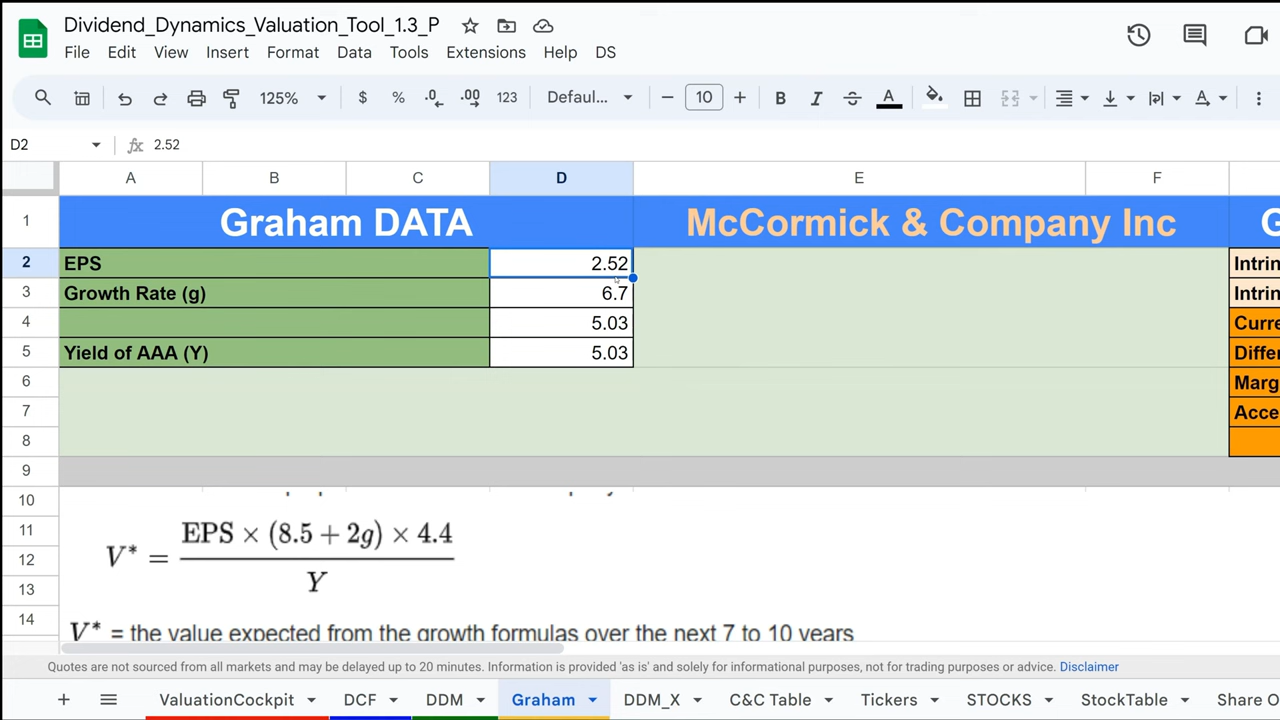 Dividend_Dynamics_Valuation_Tool_1.3_P
File Edit View Insert Format Data Tools Extensions Help DS
125% $ % .0 .00 123 Defaul... 10 B I S A
D2 fx 2.52
A B C D E F
1 Graham DATA McCormick & Company Inc G
2 EPS 2.52 Intrin
3 Growth Rate (g) 6.7 Intrin
4 5.03 Curre
5 Yield of AAA (Y) 5.03 Differ
6 Marg
7 Acce
8
9
10
11 V* = EPS × (8.5 + 2g) × 4.4
12
13 Y
14 V* = the value expected from the growth formulas over the next 7 to 10 years
Quotes are not sourced from all markets and may be delayed up to 20 minutes. Information is provided 'as is' and solely for informational purposes, not for trading purposes or advice. Disclaimer
ValuationCockpit DCF DDM Graham DDM_X C&C Table Tickers STOCKS StockTable Share O